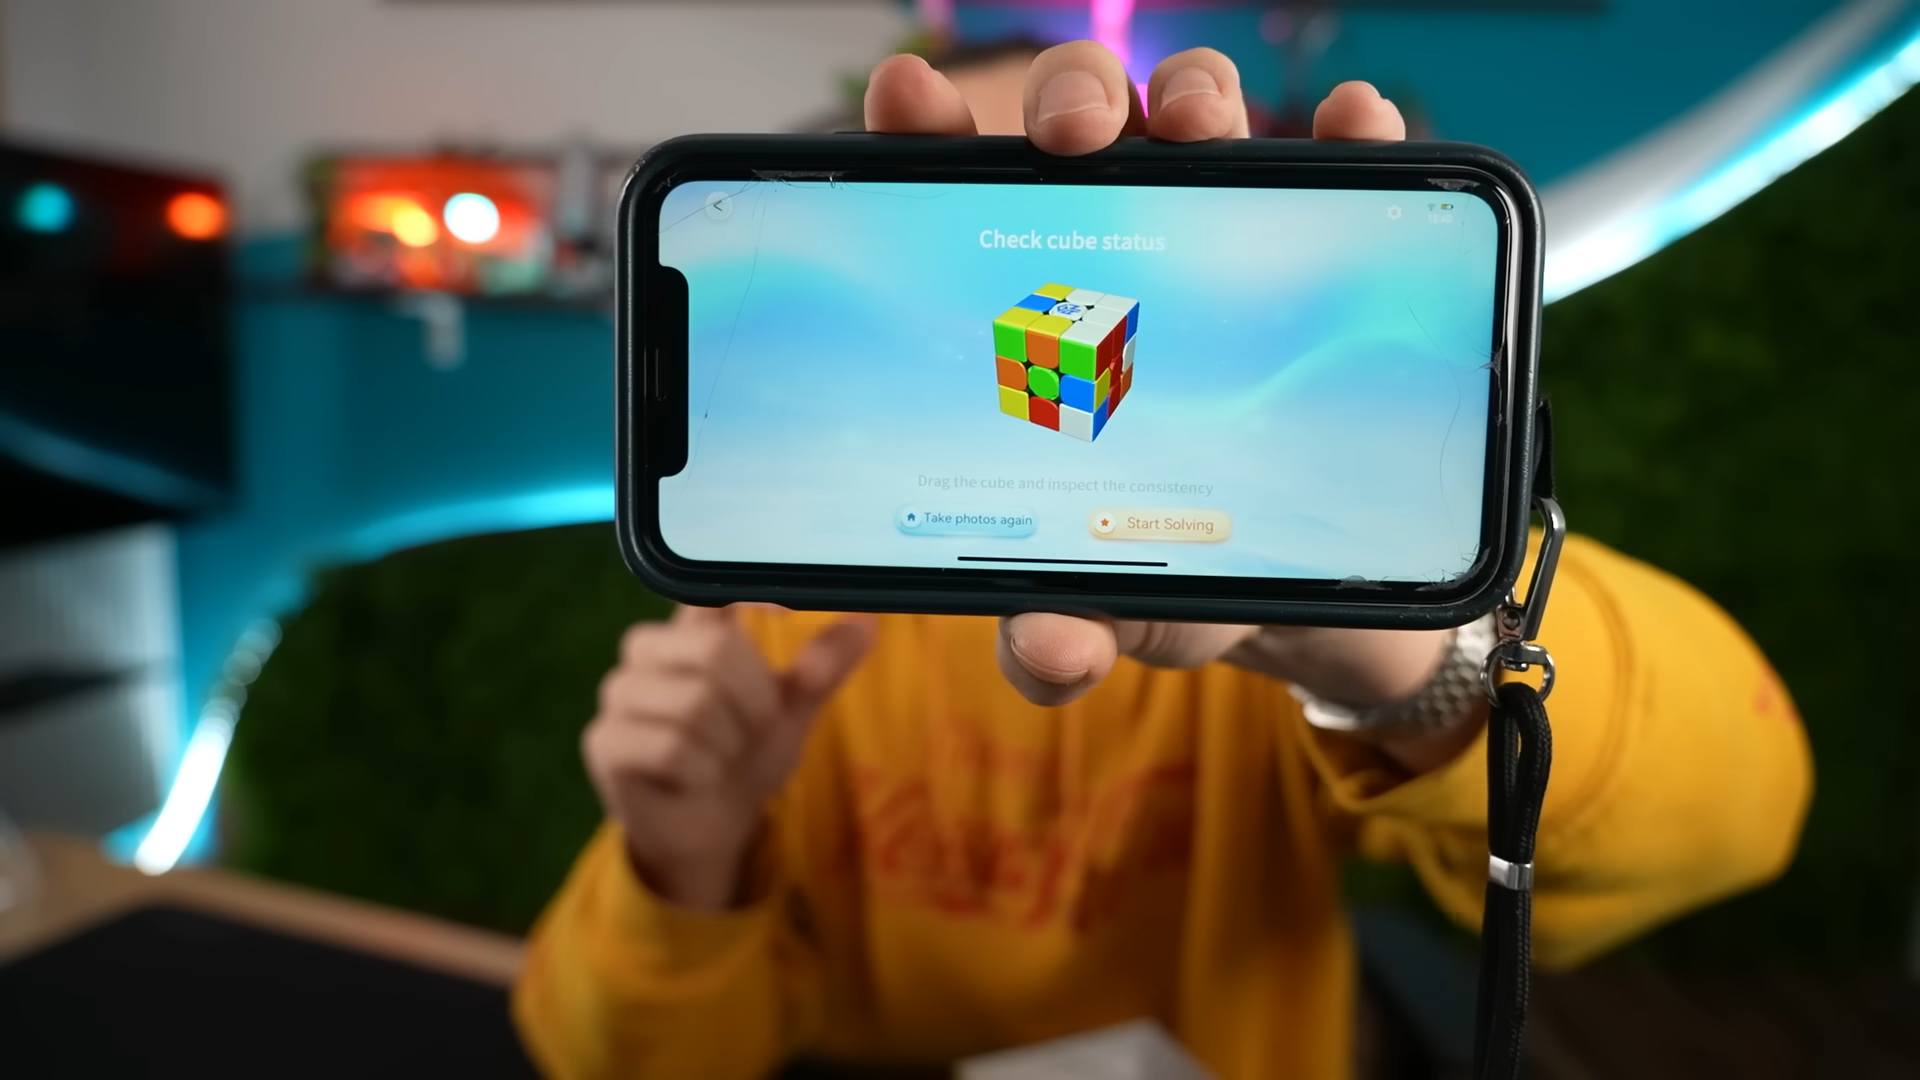 Check cube status
Drag the cube and inspect the consistency
Take photos again
Start Solving